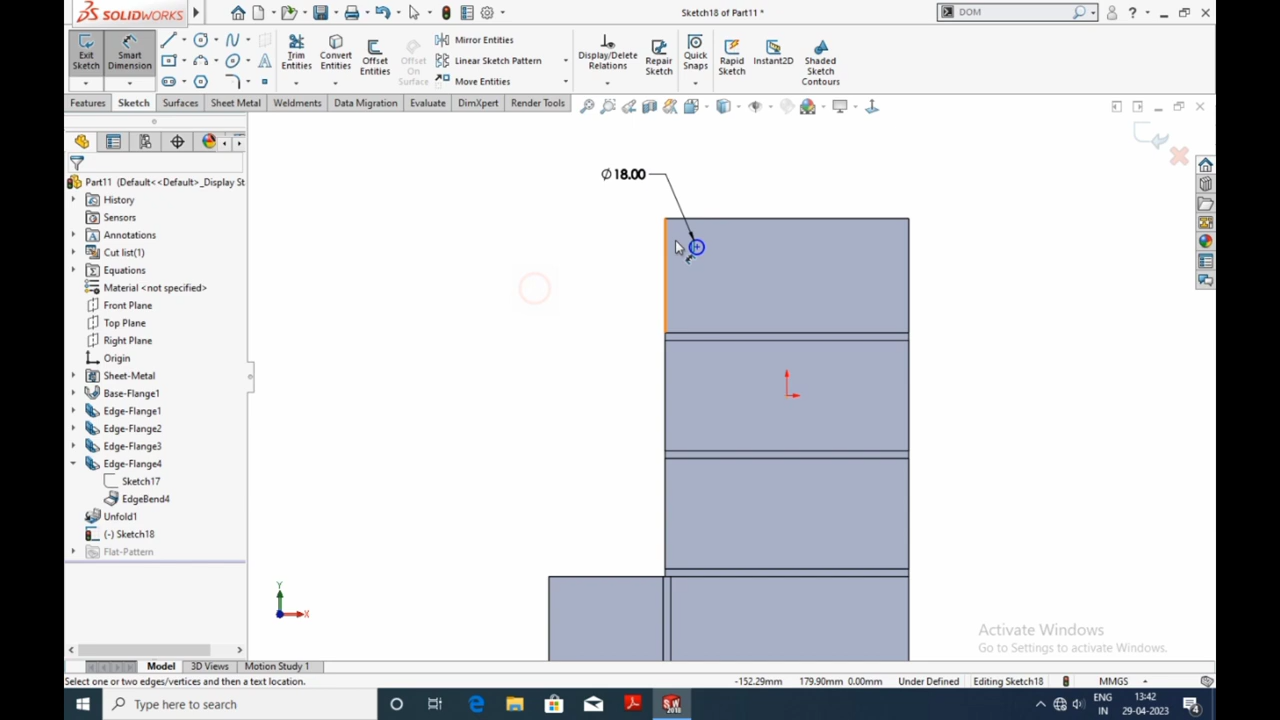 SOLIDWORKS
Sketch18 of Part11 *
DOM
Exit Sketch
Smart Dimension
Trim Entities
Convert Entities
Offset Entities
Offset On Surface
Mirror Entities
Linear Sketch Pattern
Move Entities
Display/Delete Relations
Repair Sketch
Quick Snaps
Rapid Sketch
Instant2D
Shaded Sketch Contours
Features
Sketch
Surfaces
Sheet Metal
Weldments
Data Migration
Evaluate
DimXpert
Render Tools
Part11 (Default<<Default>_Display St
History
Sensors
Annotations
Cut list(1)
Equations
Material <not specified>
Front Plane
Top Plane
Right Plane
Origin
Sheet-Metal
Base-Flange1
Edge-Flange1
Edge-Flange2
Edge-Flange3
Edge-Flange4
Sketch17
EdgeBend4
Unfold1
(-) Sketch18
Flat-Pattern
∅18.00
Y
X
Activate Windows
Go to Settings to activate Windows.
Model
3D Views
Motion Study 1
Select one or two edges/vertices and then a text location.
-152.29mm
179.90mm 0.00mm
Under Defined
Editing Sketch18
MMGS
Type here to search
SW
2018
ENG
IN
13:42
29-04-2023
4